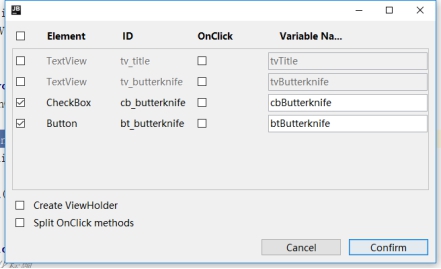 JB
Element ID OnClick Variable Na...
TextView tv_title tvTitle
TextView tv_butterknife tvButterknife
CheckBox cb_butterknife cbButterknife
Button bt_butterknife btButterknife
Create ViewHolder
Split OnClick methods
Cancel Confirm